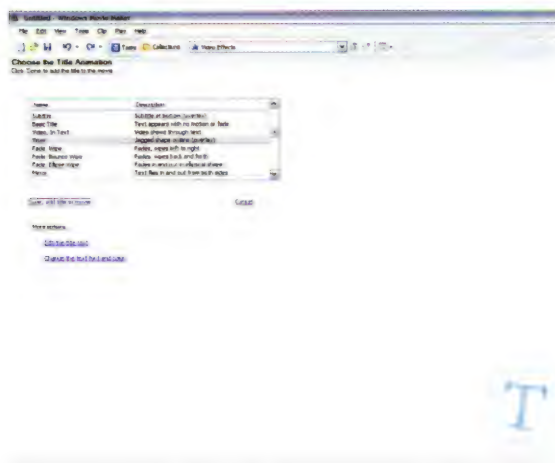 Untitled - Windows Movie Maker
File Edit View Tools Clip Play Help
Tasks Collections Video Effects
Choose the Title Animation
Click 'Done' to add the title to the movie.
Name Description
Subtitle Subtitle at bottom (overlay)
Basic Title Text appears with no motion or fade
Video, In Text Video shows through text
Jagged shape outline (overlay)
Fade, Wipe Fades, wipes left to right
Fade, Bounce Wipe Fades, wipes back and forth
Fade, Ellipse Wipe Fades in and out in elliptical shape
Mirror Text flies in and out from both sides
Done, add title to movie Cancel
More options:
Edit the title text
Change the text font and color
T